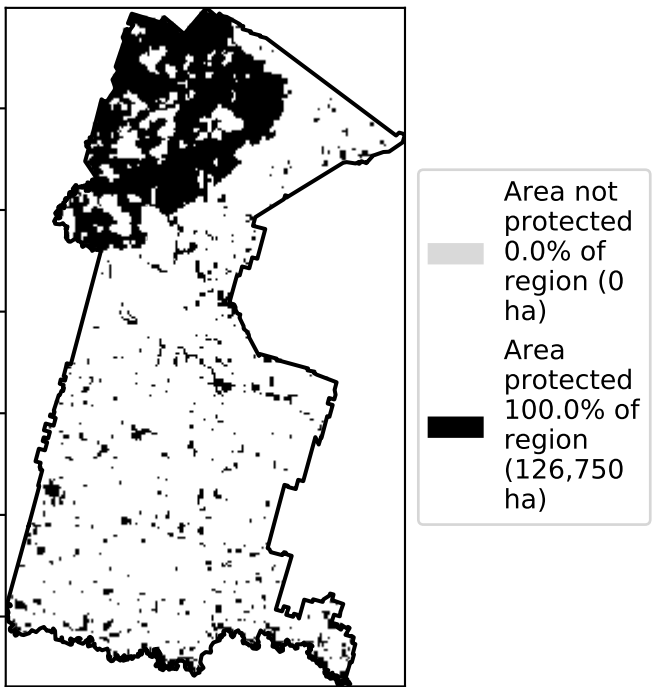 Area not
protected
0.0% of
region (0
ha)
Area
protected
100.0% of
region
(126,750
ha)